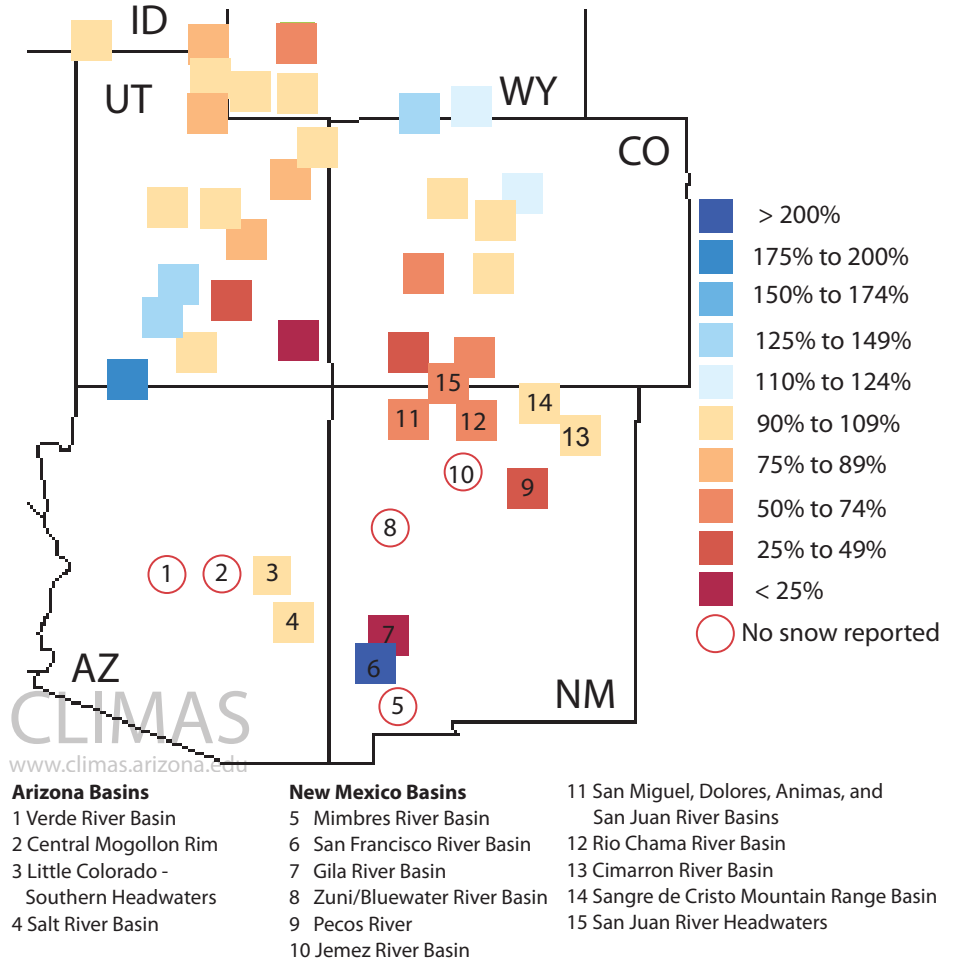 ID
UT
WY
CO
> 200%
175% to 200%
150% to 174%
125% to 149%
110% to 124%
90% to 109%
75% to 89%
50% to 74%
25% to 49%
< 25%
No snow reported
15
14
11
12
13
10
9
8
1
2
3
4
7
6
5
AZ
NM
CLIMAS
www.climas.arizona.edu
Arizona Basins
1 Verde River Basin
2 Central Mogollon Rim
3 Little Colorado -
Southern Headwaters
4 Salt River Basin
New Mexico Basins
5 Mimbres River Basin
6 San Francisco River Basin
7 Gila River Basin
8 Zuni/Bluewater River Basin
9 Pecos River
10 Jemez River Basin
11 San Miguel, Dolores, Animas, and
San Juan River Basins
12 Rio Chama River Basin
13 Cimarron River Basin
14 Sangre de Cristo Mountain Range Basin
15 San Juan River Headwaters